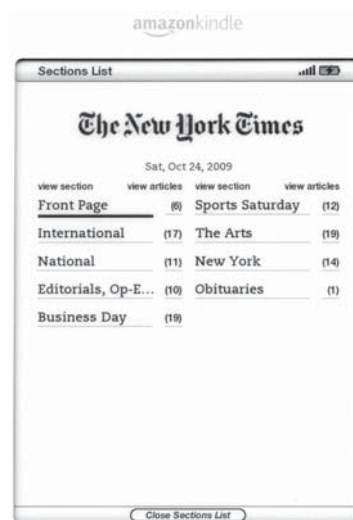 amazonkindle
Sections List
The New York Times
Sat, Oct 24, 2009
view section view articles view section view articles
Front Page (6) Sports Saturday (12)
International (17) The Arts (19)
National (11) New York (14)
Editorials, Op-E... (10) Obituaries (1)
Business Day (19)
Close Sections List